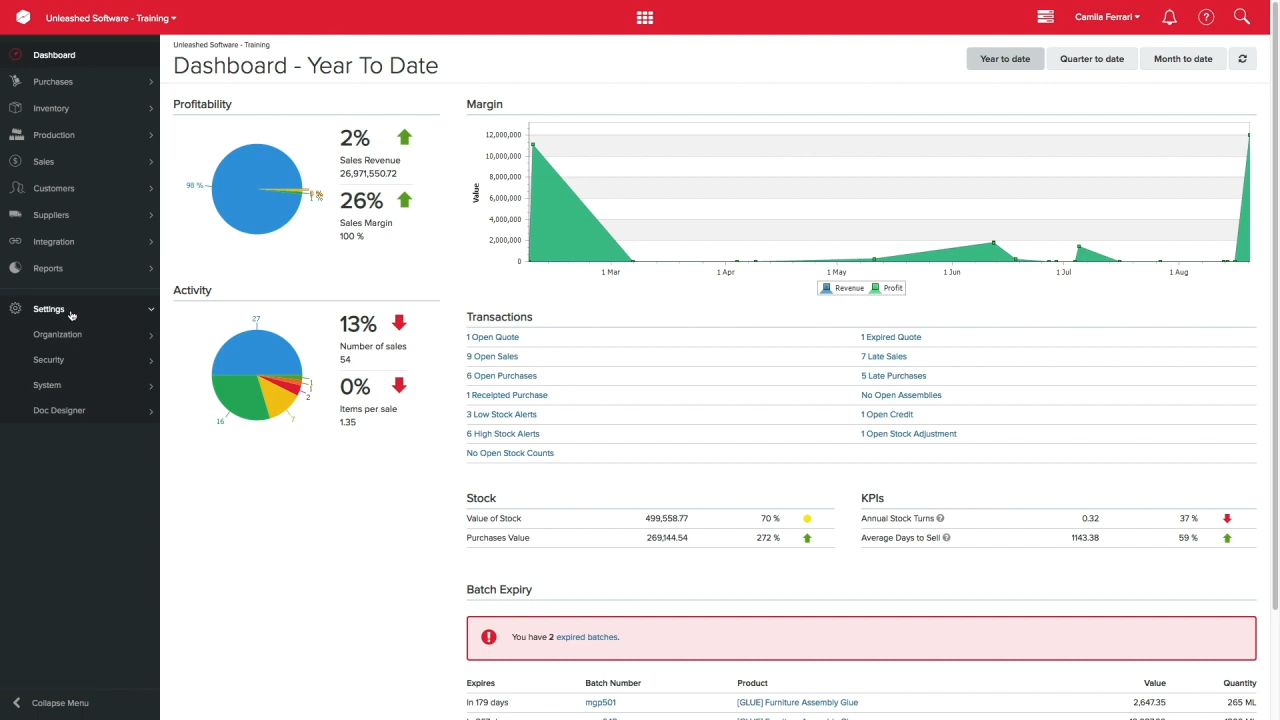 Unleashed Software - Training
Camila Ferrari
Dashboard
Purchases
Inventory
Production
Sales
Customers
Suppliers
Integration
Reports
Settings
Organization
Security
System
Doc Designer
Collapse Menu
Unleashed Software - Training
Dashboard - Year To Date
Year to date
Quarter to date
Month to date
Profitability
98 %
1 %
2%
Sales Revenue
26,971,550.72
26%
Sales Margin
100 %
Activity
27
1
1
2
7
16
13%
Number of sales
54
0%
Items per sale
1.35
Margin
Value
12,000,000
10,000,000
8,000,000
6,000,000
4,000,000
2,000,000
0
1 Mar
1 Apr
1 May
1 Jun
1 Jul
1 Aug
Revenue
Profit
Transactions
1 Open Quote
1 Expired Quote
9 Open Sales
7 Late Sales
6 Open Purchases
5 Late Purchases
1 Receipted Purchase
No Open Assemblies
3 Low Stock Alerts
1 Open Credit
6 High Stock Alerts
1 Open Stock Adjustment
No Open Stock Counts
Stock
Value of Stock 499,558.77 70 %
Purchases Value 269,144.54 272 %
KPIs
Annual Stock Turns ? 0.32 37 %
Average Days to Sell ? 1143.38 59 %
Batch Expiry
You have 2 expired batches.
Expires Batch Number Product Value Quantity
In 179 days mgp501 [GLUE] Furniture Assembly Glue 2,647.35 265 ML